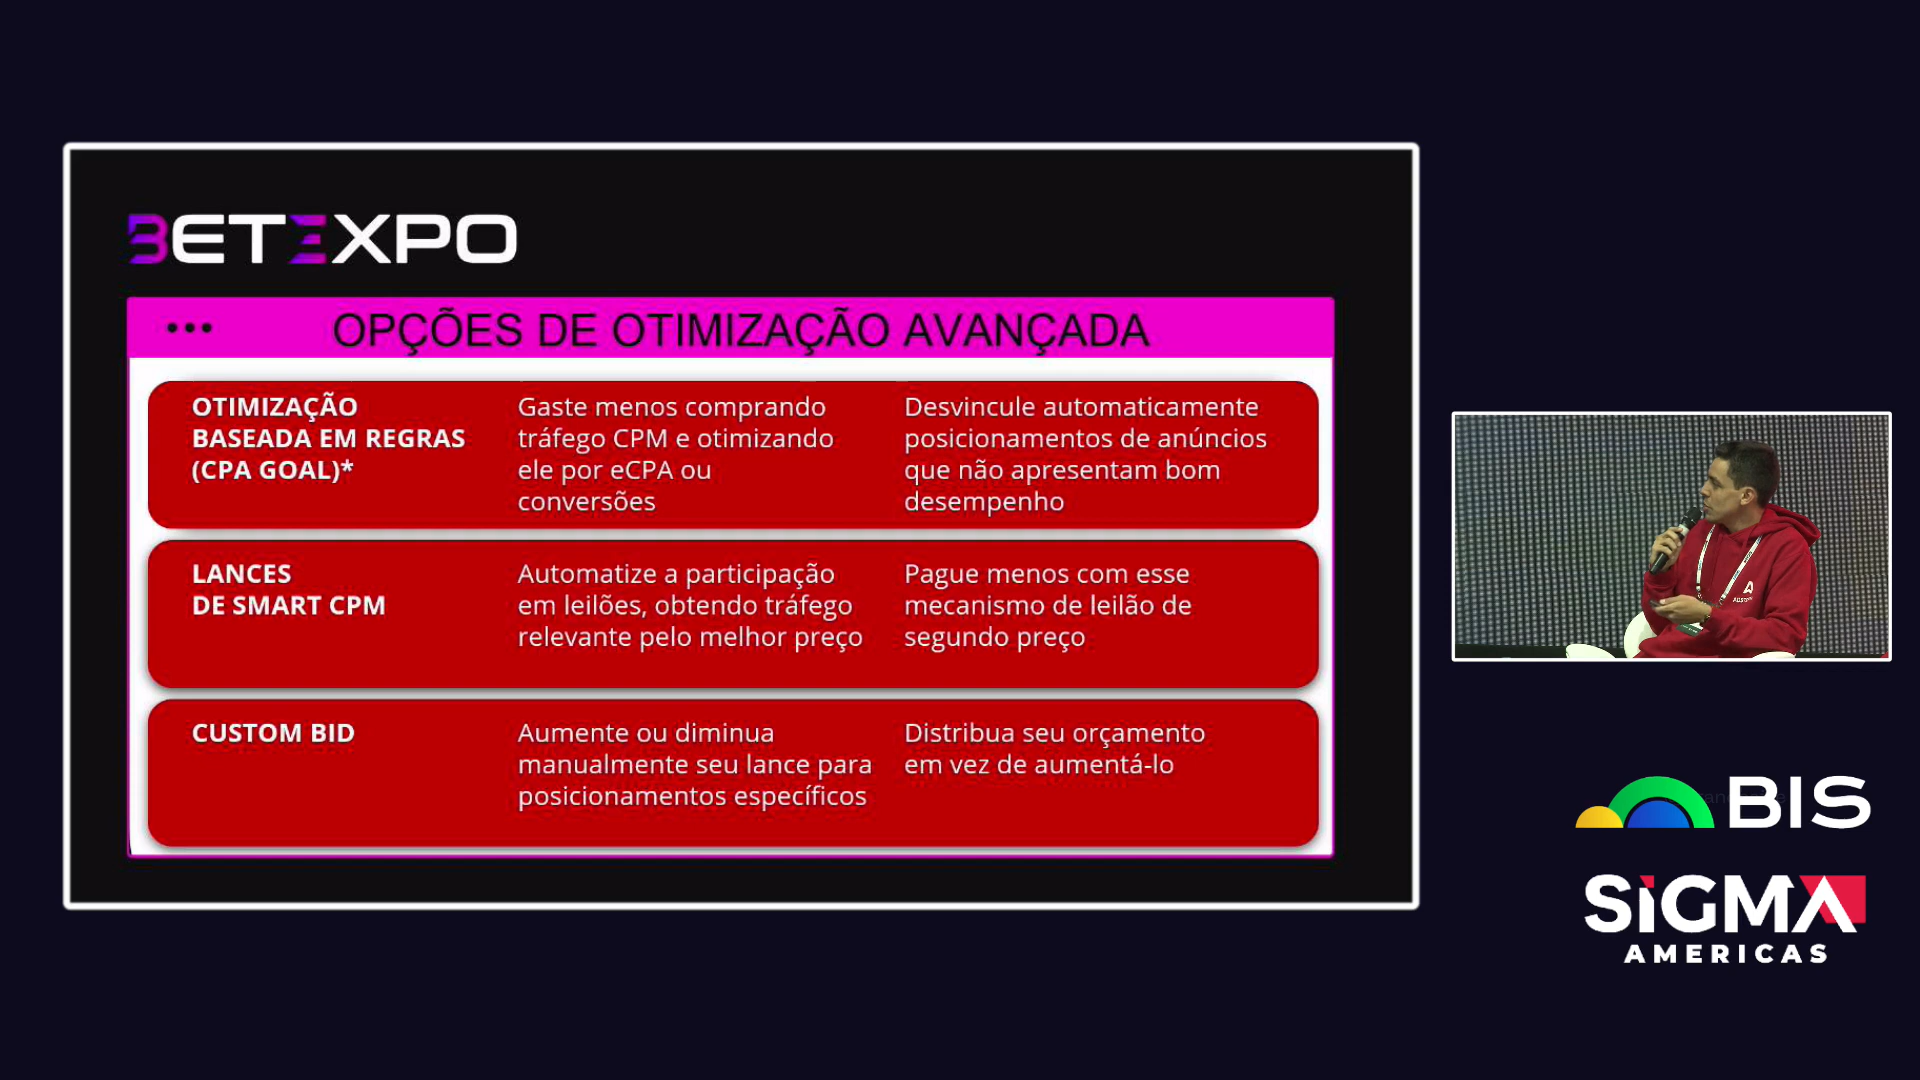 BETEXPO
OPÇÕES DE OTIMIZAÇÃO AVANÇADA
OTIMIZAÇÃO
BASEADA EM REGRAS
(CPA GOAL)*
Gaste menos comprando
tráfego CPM e otimizando
ele por eCPA ou
conversões
Desvincule automaticamente
posicionamentos de anúncios
que não apresentam bom
desempenho
LANCES
DE SMART CPM
Automatize a participação
em leilões, obtendo tráfego
relevante pelo melhor preço
Pague menos com esse
mecanismo de leilão de
segundo preço
CUSTOM BID
Aumente ou diminua
manualmente seu lance para
posicionamentos específicos
Distribua seu orçamento
em vez de aumentá-lo
BIS
SiGMA
AMERICAS